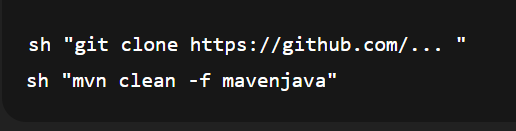 sh "git clone https://github.com/... "
sh "mvn clean -f mavenjava"